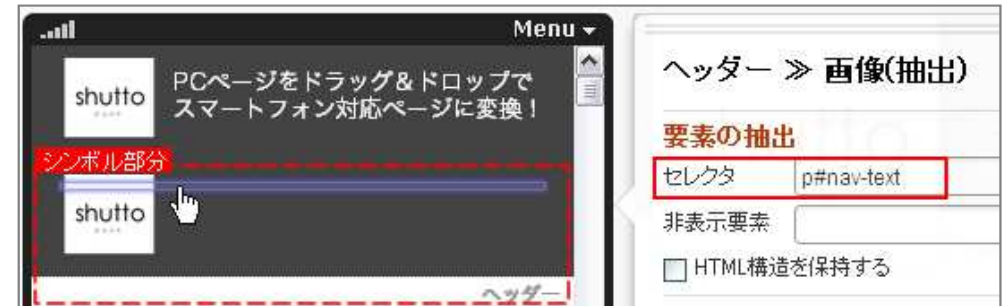 Menu
shutto
PCページをドラッグ&ドロップで
スマートフォン対応ページに変換！
シンボル部分
shutto
ヘッダー
ヘッダー ≫ 画像(抽出)
要素の抽出
セレクタ p#nav-text
非表示要素
HTML構造を保持する